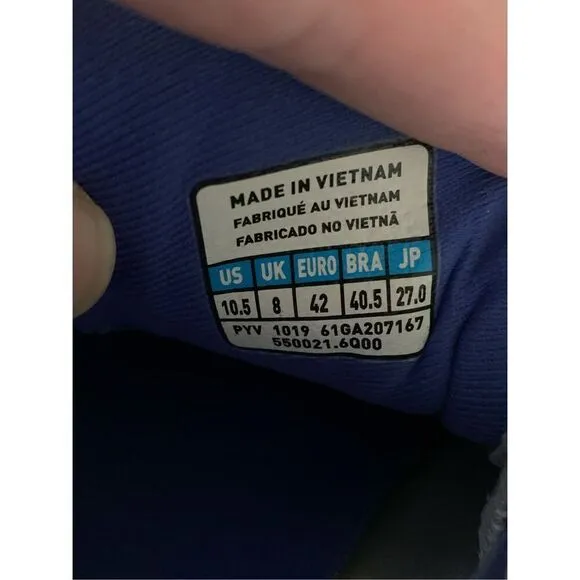 MADE IN VIETNAM
FABRIQUÉ AU VIETNAM
FABRICADO NO VIETNÃ
US UK EURO BRA JP
10.5 8 42 40.5 27.0
PYV 1019 61GA207167
550021.6Q00